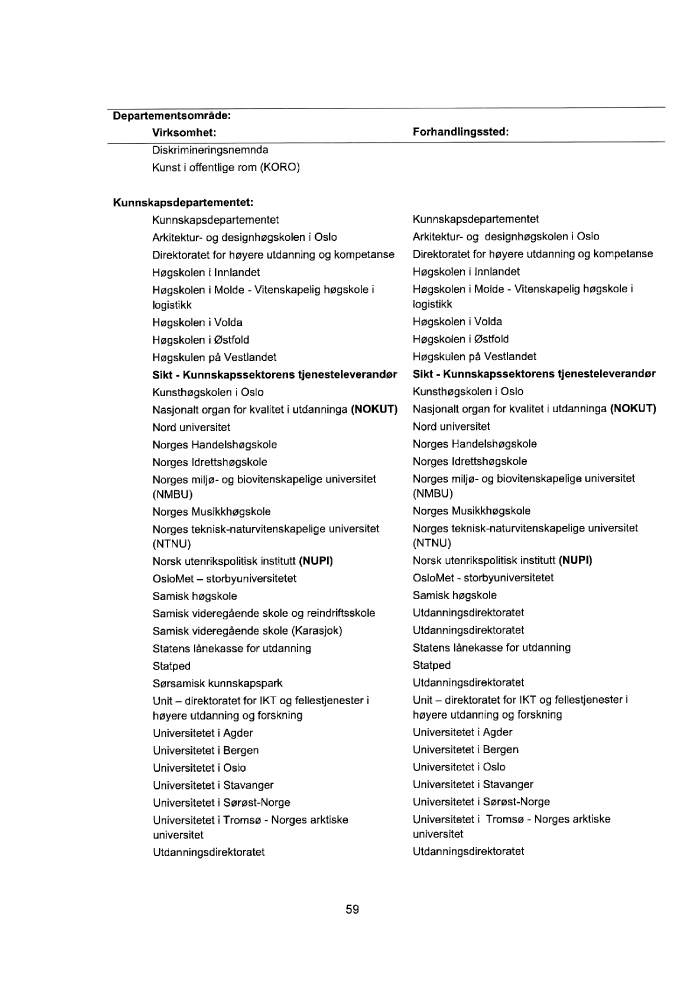 Departementsområde:
Virksomhet: Forhandlingssted:
Diskrimineringsnemnda
Kunst i offentlige rom (KORO)
Kunnskapsdepartementet:
Kunnskapsdepartementet Kunnskapsdepartementet
Arkitektur- og designhøgskolen i Oslo Arkitektur- og designhøgskolen i Oslo
Direktoratet for høyere utdanning og kompetanse Direktoratet for høyere utdanning og kompetanse
Høgskolen i Innlandet Høgskolen i Innlandet
Høgskolen i Molde - Vitenskapelig høgskole i Høgskolen i Molde - Vitenskapelig høgskole i
logistikk logistikk
Høgskolen i Volda Høgskolen i Volda
Høgskolen i Østfold Høgskolen i Østfold
Høgskulen på Vestlandet Høgskulen på Vestlandet
Sikt - Kunnskapssektorens tjenesteleverandør Sikt - Kunnskapssektorens tjenesteleverandør
Kunsthøgskolen i Oslo Kunsthøgskolen i Oslo
Nasjonalt organ for kvalitet i utdanninga (NOKUT) Nasjonalt organ for kvalitet i utdanninga (NOKUT)
Nord universitet Nord universitet
Norges Handelshøgskole Norges Handelshøgskole
Norges Idrettshøgskole Norges Idrettshøgskole
Norges miljø- og biovitenskapelige universitet Norges miljø- og biovitenskapelige universitet
(NMBU) (NMBU)
Norges Musikkhøgskole Norges Musikkhøgskole
Norges teknisk-naturvitenskapelige universitet Norges teknisk-naturvitenskapelige universitet
(NTNU) (NTNU)
Norsk utenrikspolitisk institutt (NUPI) Norsk utenrikspolitisk institutt (NUPI)
OsloMet – storbyuniversitetet OsloMet - storbyuniversitetet
Samisk høgskole Samisk høgskole
Samisk videregående skole og reindriftsskole Utdanningsdirektoratet
Samisk videregående skole (Karasjok) Utdanningsdirektoratet
Statens lånekasse for utdanning Statens lånekasse for utdanning
Statped Statped
Sørsamisk kunnskapspark Utdanningsdirektoratet
Unit – direktoratet for IKT og fellestjenester i Unit – direktoratet for IKT og fellestjenester i
høyere utdanning og forskning høyere utdanning og forskning
Universitetet i Agder Universitetet i Agder
Universitetet i Bergen Universitetet i Bergen
Universitetet i Oslo Universitetet i Oslo
Universitetet i Stavanger Universitetet i Stavanger
Universitetet i Sørøst-Norge Universitetet i Sørøst-Norge
Universitetet i Tromsø - Norges arktiske Universitetet i Tromsø - Norges arktiske
universitet universitet
Utdanningsdirektoratet Utdanningsdirektoratet
59